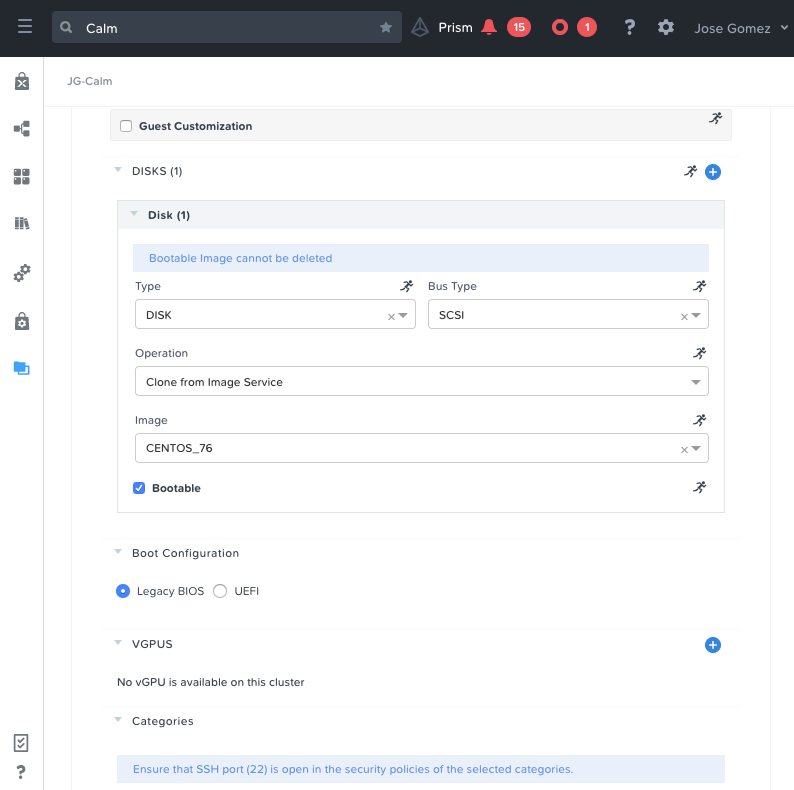 Calm
Prism
15
1
?
Jose Gomez
JG-Calm
Guest Customization
DISKS (1)
Disk (1)
Bootable Image cannot be deleted
Type
Bus Type
DISK
SCSI
Operation
Clone from Image Service
Image
CENTOS_76
Bootable
Boot Configuration
Legacy BIOS
UEFI
VGPUS
No vGPU is available on this cluster
Categories
Ensure that SSH port (22) is open in the security policies of the selected categories.
?